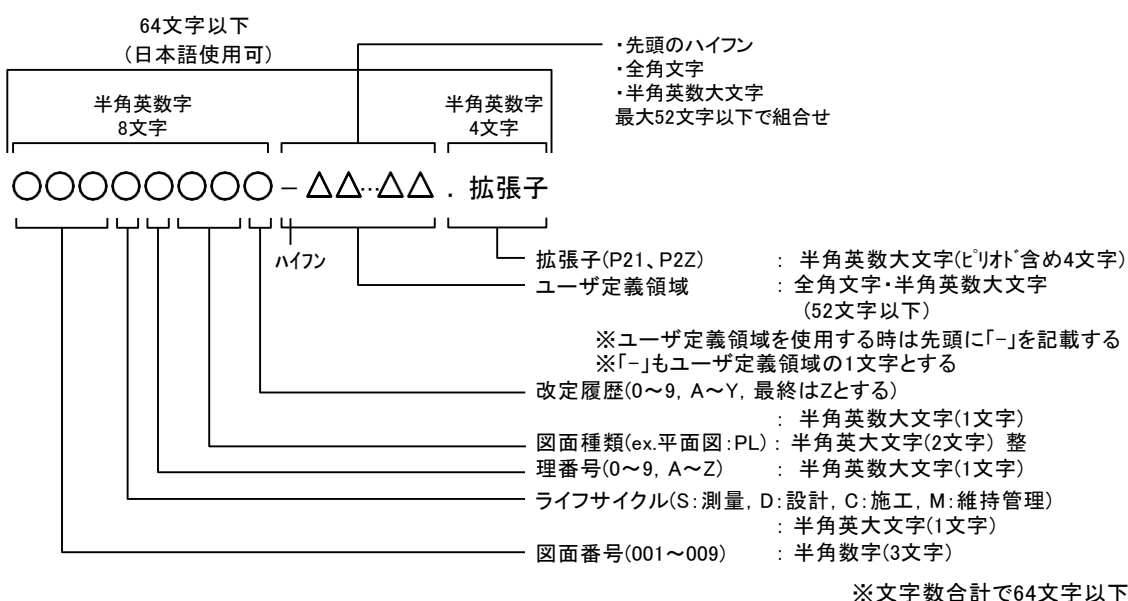 64文字以下
(日本語使用可)
・先頭のハイフン
・全角文字
・半角英数大文字
最大52文字以下で組合せ
半角英数字
8文字
半角英数字
4文字
○○○○○○○○－△△…△△．拡張子
ハイフン
拡張子(P21、P2Z) : 半角英数大文字(ﾋﾟﾘｵﾄﾞ含め4文字)
ユーザ定義領域 : 全角文字・半角英数大文字
(52文字以下)
※ユーザ定義領域を使用する時は先頭に「-」を記載する
※「-」もユーザ定義領域の1文字とする
改定履歴(0～9, A～Y, 最終はZとする)
: 半角英数大文字(1文字)
図面種類(ex.平面図:PL) : 半角英大文字(2文字) 整
理番号(0～9, A～Z) : 半角英数大文字(1文字)
ライフサイクル(S:測量, D:設計, C:施工, M:維持管理)
: 半角英大文字(1文字)
図面番号(001～009) : 半角数字(3文字)
※文字数合計で64文字以下